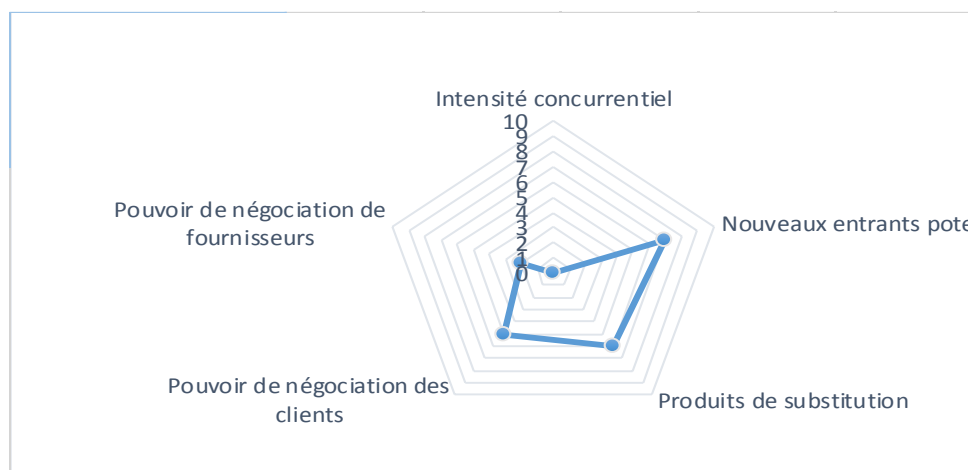 Intensité concurrentiel
10
9
8
7
6
5
4
3
2
1
0
Pouvoir de négociation de
fournisseurs
Nouveaux entrants pote
Pouvoir de négociation des
clients
Produits de substitution